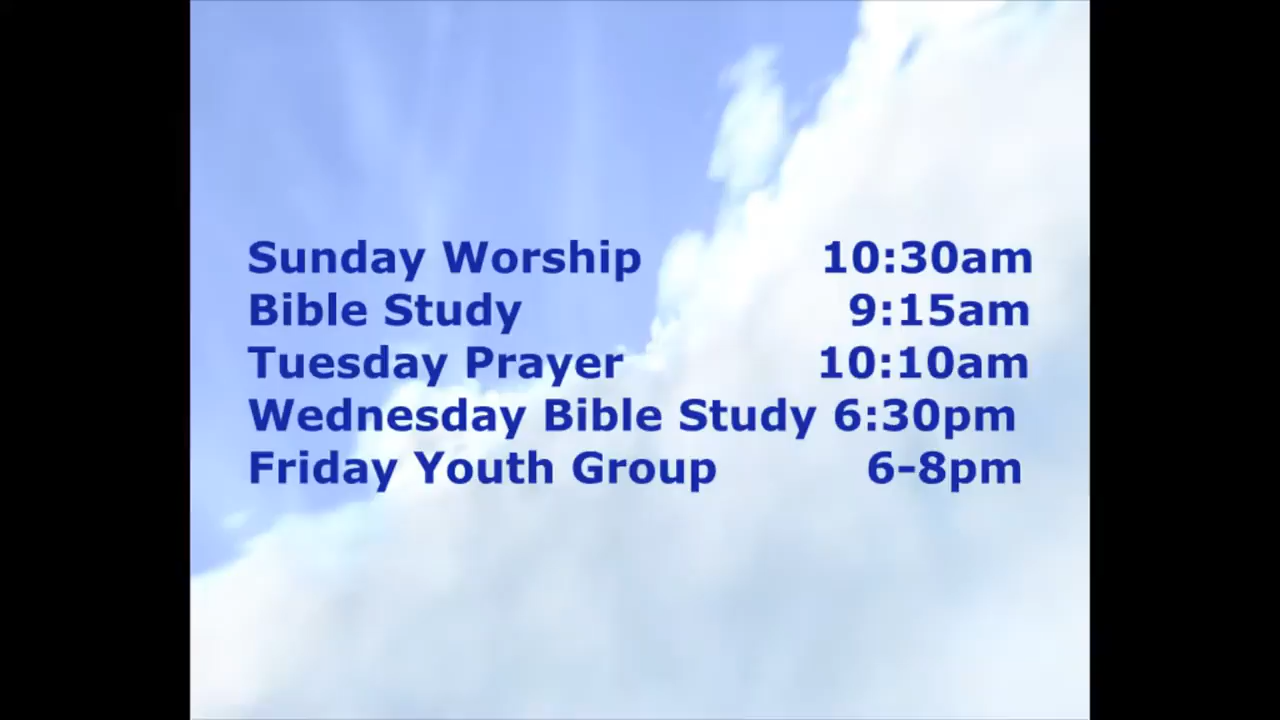 Sunday Worship 10:30am
Bible Study 9:15am
Tuesday Prayer 10:10am
Wednesday Bible Study 6:30pm
Friday Youth Group 6-8pm